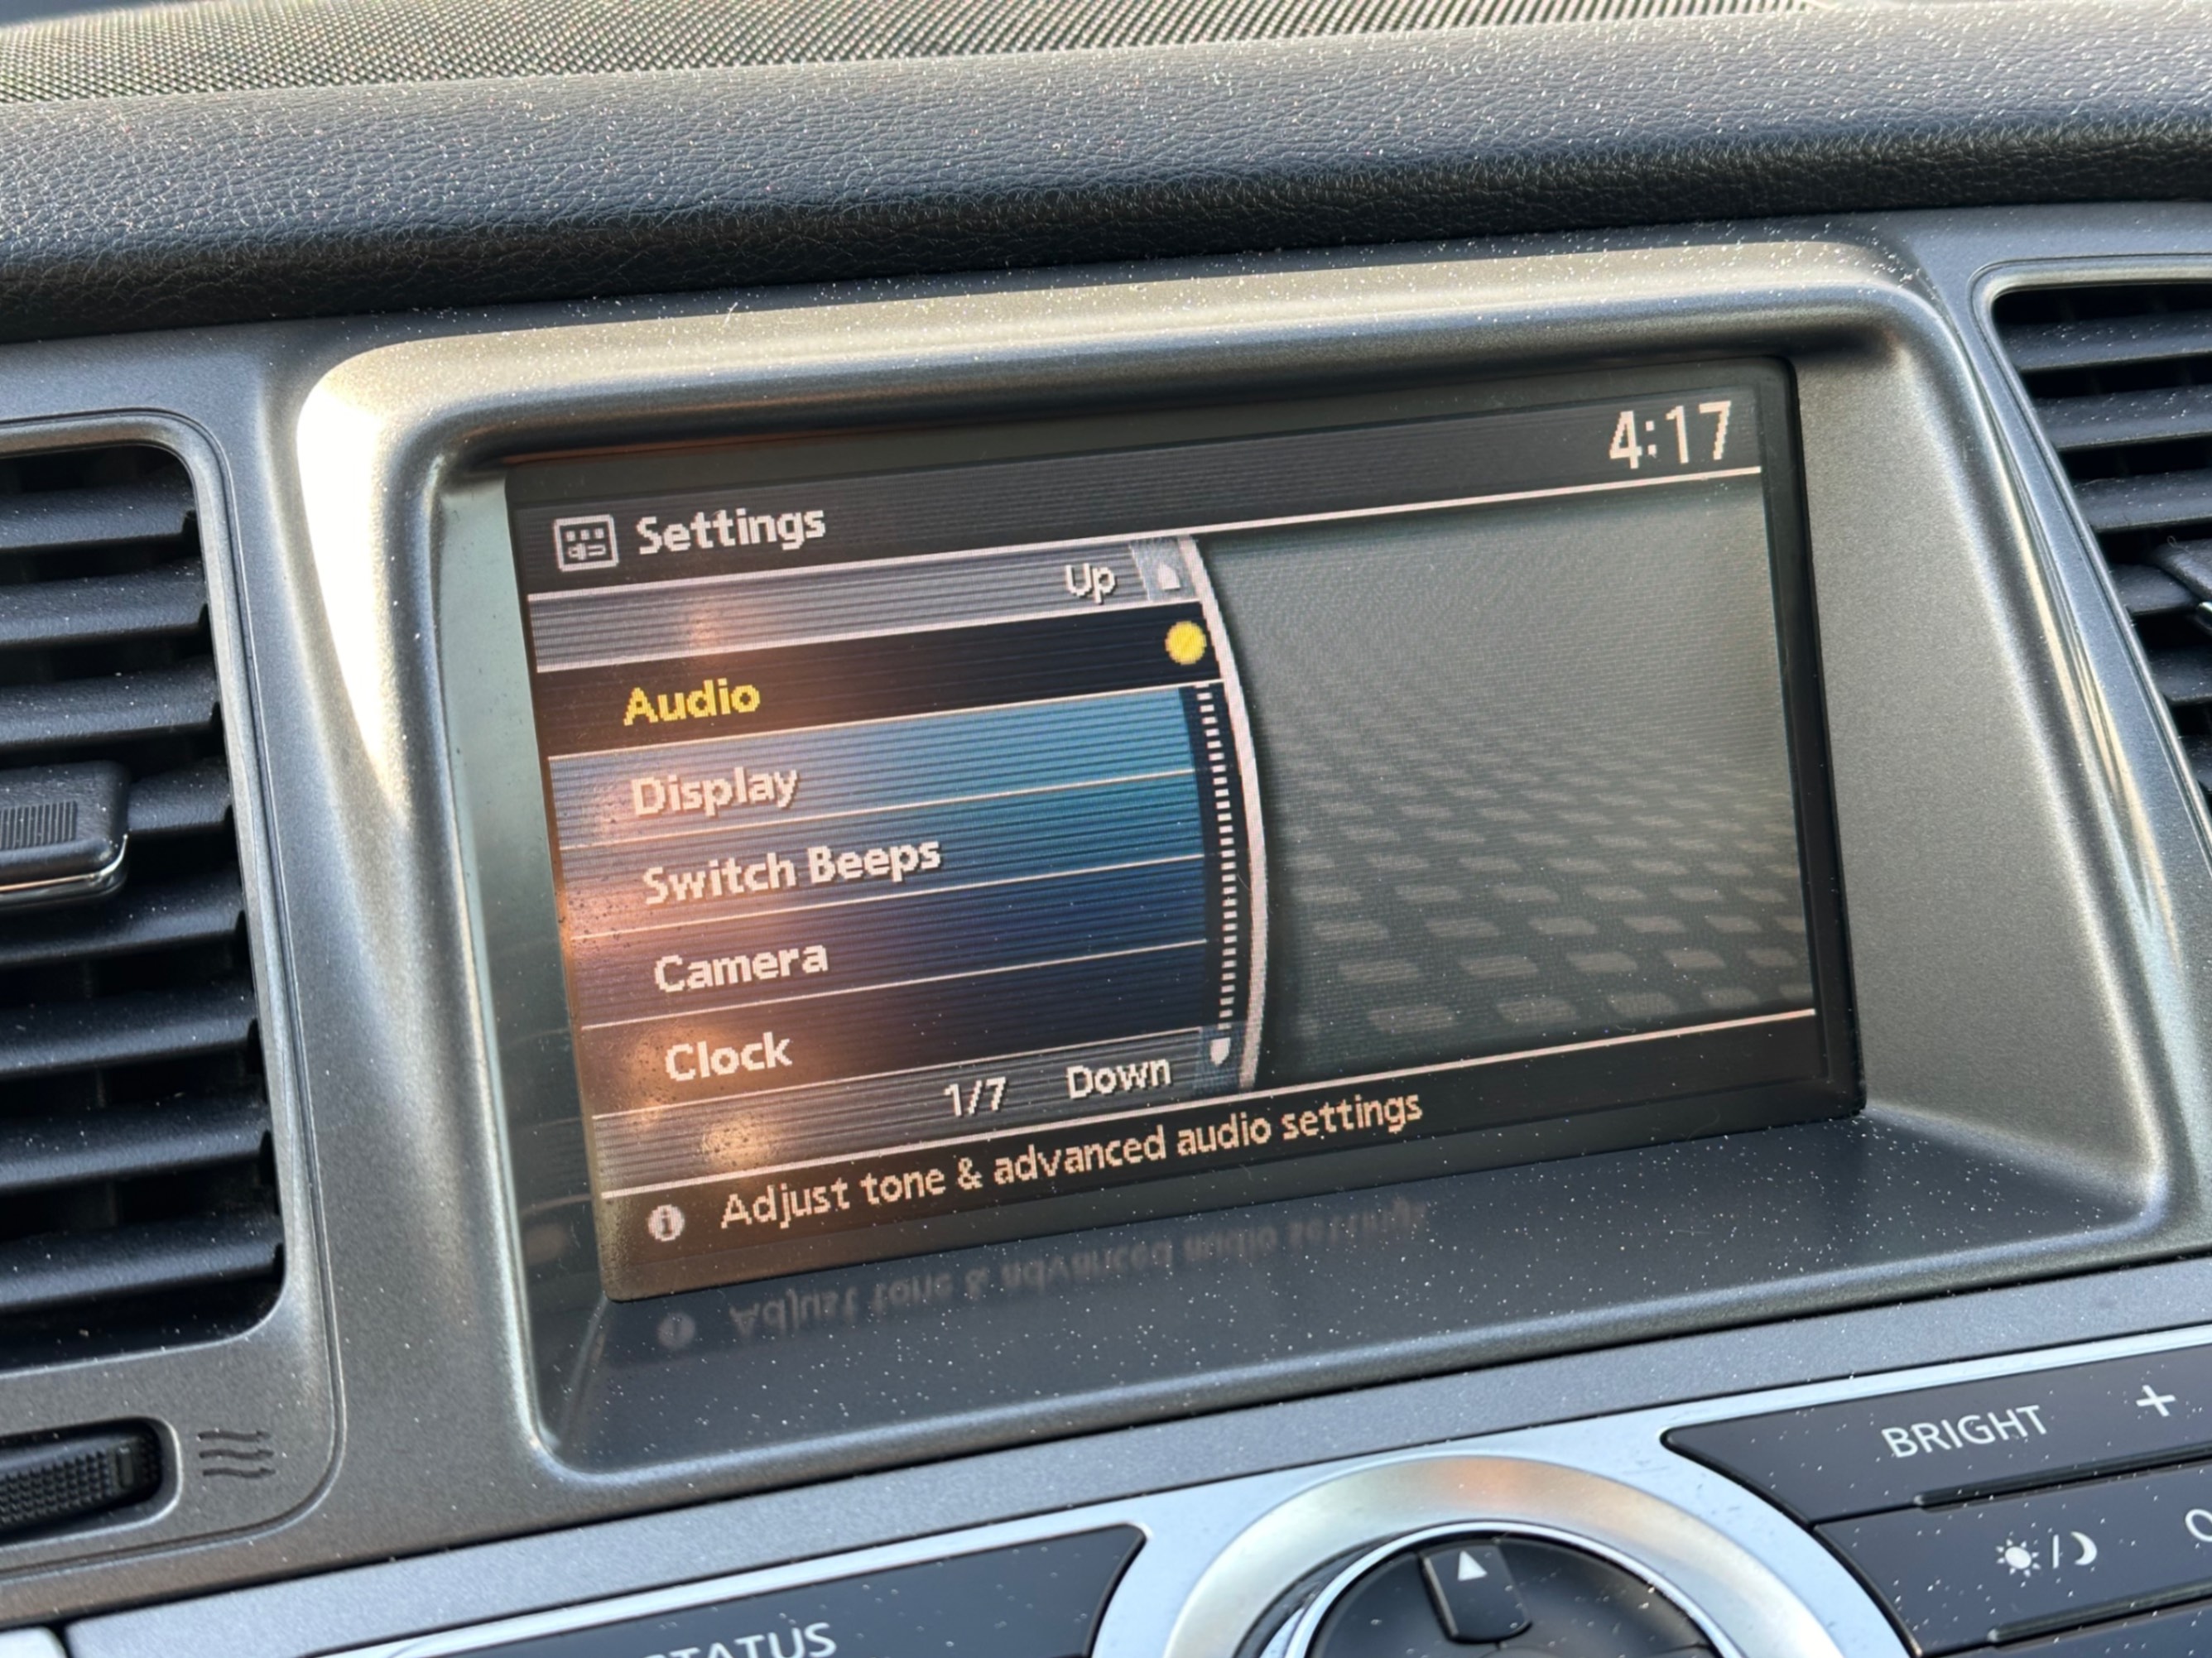 4:17
Settings
Up
Audio
Display
Switch Beeps
Camera
Clock
1/7 Down
Adjust tone & advanced audio settings
BRIGHT +
STATUS